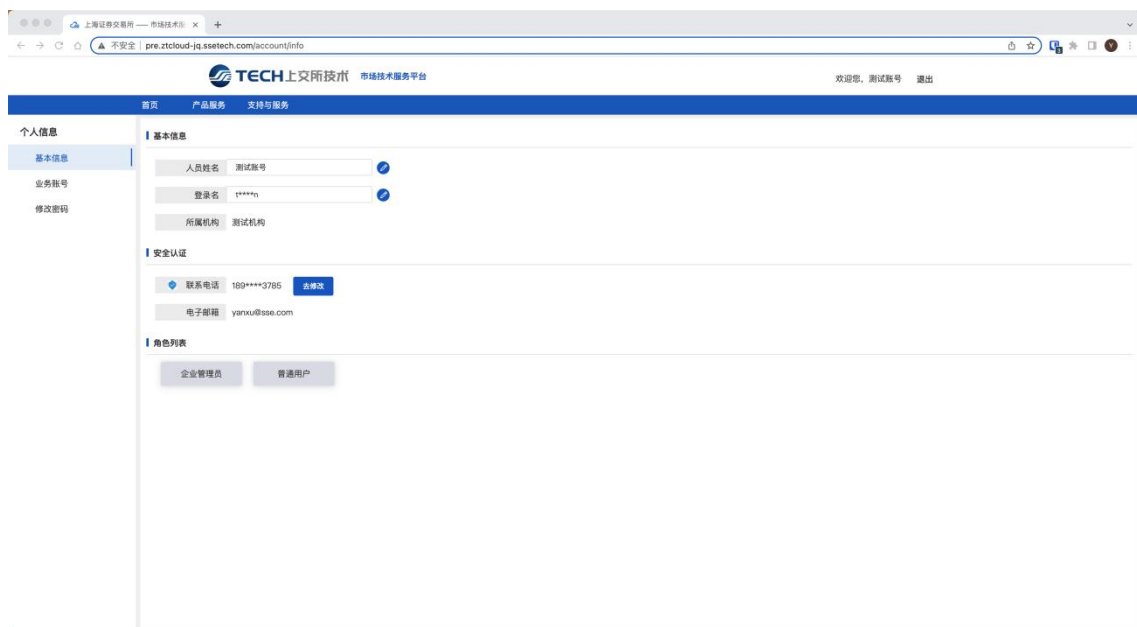 上海证券交易所 — 市场技术服
不安全 pre.ztcloud-jq.ssetech.com/account/info
TECH上交所技术 市场技术服务平台
欢迎您，测试账号 退出
首页 产品服务 支持与服务
个人信息
基本信息
业务账号
修改密码
基本信息
人员姓名 测试账号
登录名 t****n
所属机构 测试机构
安全认证
联系电话 189****3785 去修改
电子邮箱 yanxu@sse.com
角色列表
企业管理员 普通用户